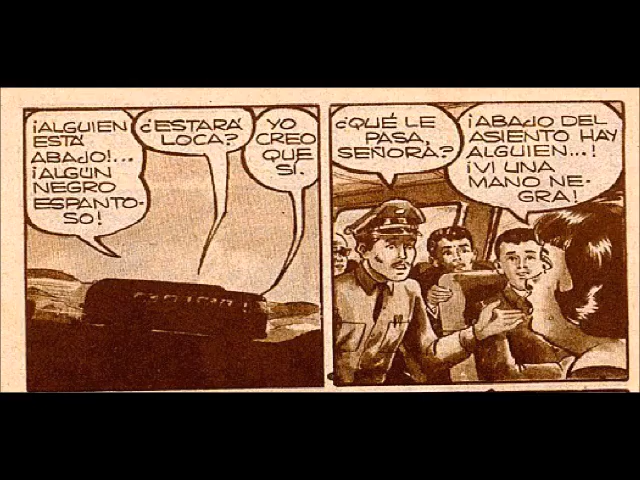 ¡ALGUIEN
ESTÁ
ABAJO!...
¡ALGÚN
NEGRO
ESPANTO-
SO!
¿ESTARÁ
LOCA?
YO
CREO
QUE
SÍ.
¿QUÉ LE
PASA,
SEÑORA?
¡ABAJO DEL
ASIENTO HAY
ALGUIEN...!
¡VI UNA
MANO NE-
GRA!